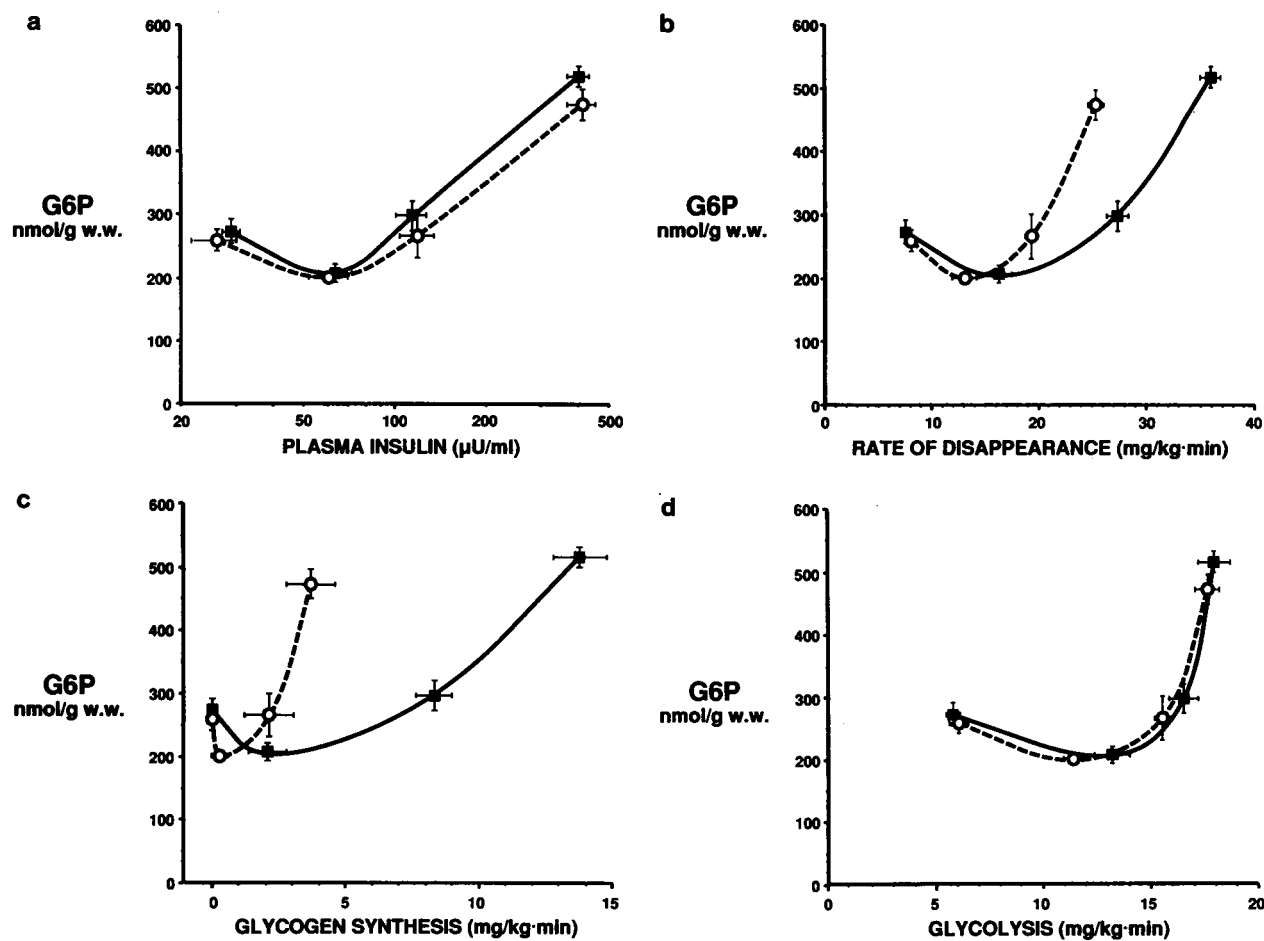 a
600
500
400
300
200
100
0
G6P
nmol/g w.w.
20 50 100 200 500
PLASMA INSULIN (µU/ml)
b
600
500
400
300
200
100
0
G6P
nmol/g w.w.
0 10 20 30 40
RATE OF DISAPPEARANCE (mg/kg·min)
c
600
500
400
300
200
100
0
G6P
nmol/g w.w.
0 5 10 15
GLYCOGEN SYNTHESIS (mg/kg·min)
d
600
500
400
300
200
100
0
G6P
nmol/g w.w.
0 5 10 15 20
GLYCOLYSIS (mg/kg·min)